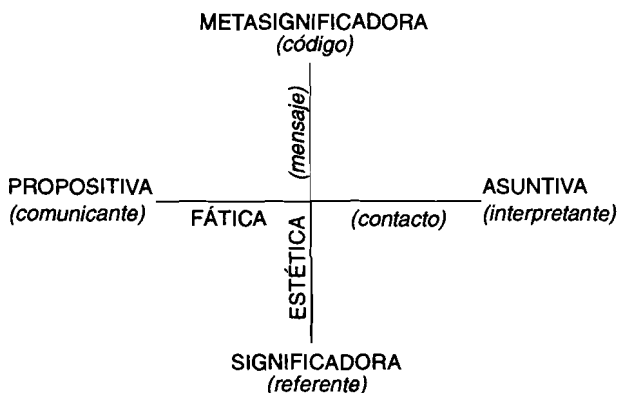 METASIGNIFICADORA
(código)
(mensaje)
PROPOSITIVA
(comunicante)
FÁTICA
(contacto)
ASUNTIVA
(interpretante)
ESTÉTICA
SIGNIFICADORA
(referente)